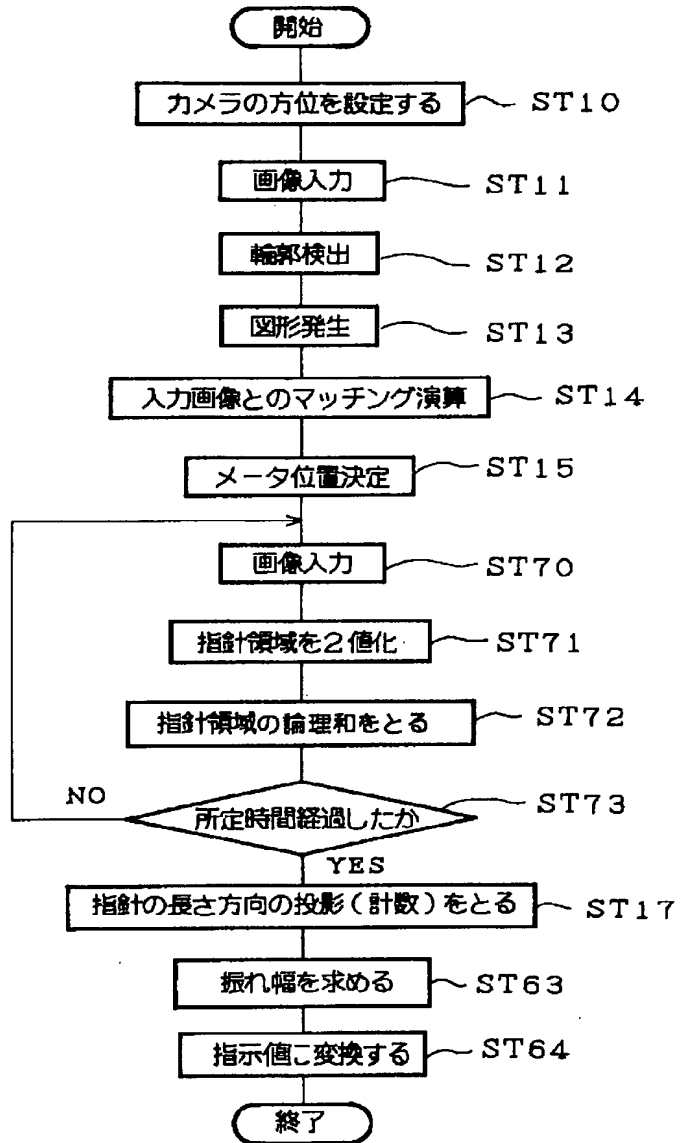 開始
カメラの方位を設定する ST10
画像入力 ST11
輪郭検出 ST12
図形発生 ST13
入力画像とのマッチング演算 ST14
メータ位置決定 ST15
画像入力 ST70
指針領域を2値化 ST71
指針領域の論理和をとる ST72
NO
所定時間経過したか ST73
YES
指針の長さ方向の投影(計数)をとる ST17
振れ幅を求める ST63
指示値に変換する ST64
終了